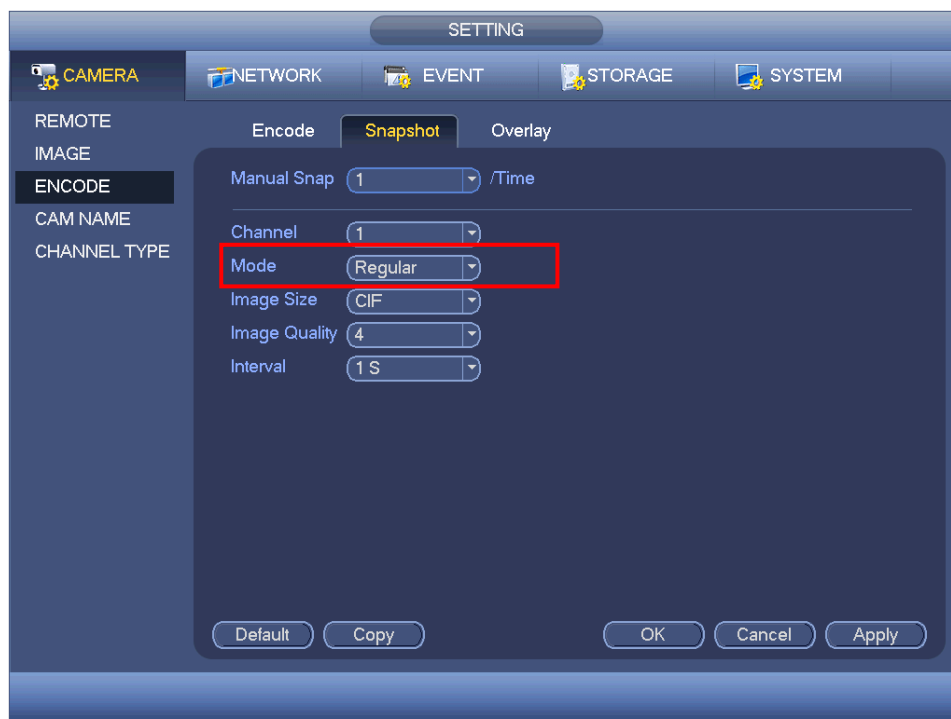 SETTING
CAMERA NETWORK EVENT STORAGE SYSTEM
REMOTE
IMAGE
ENCODE
CAM NAME
CHANNEL TYPE
Encode Snapshot Overlay
Manual Snap 1 /Time
Channel 1
Mode Regular
Image Size CIF
Image Quality 4
Interval 1 S
Default Copy OK Cancel Apply